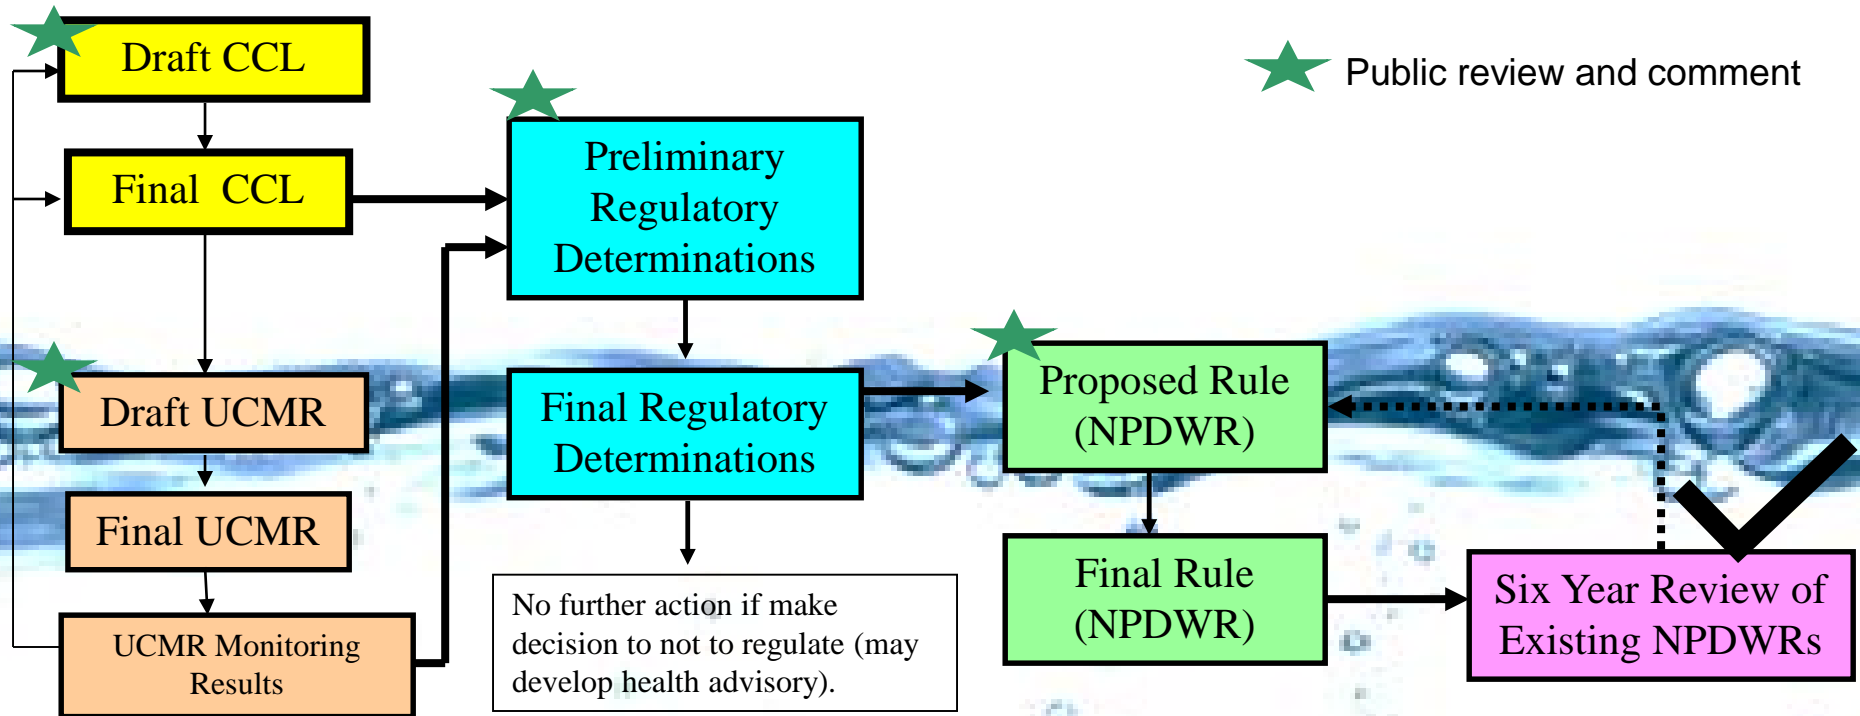 Draft CCL
Public review and comment
Final CCL
Preliminary
Regulatory
Determinations
Draft UCMR
Final Regulatory
Determinations
Proposed Rule
(NPDWR)
Final UCMR
UCMR Monitoring
Results
No further action if make
decision to not to regulate (may
develop health advisory).
Final Rule
(NPDWR)
Six Year Review of
Existing NPDWRs